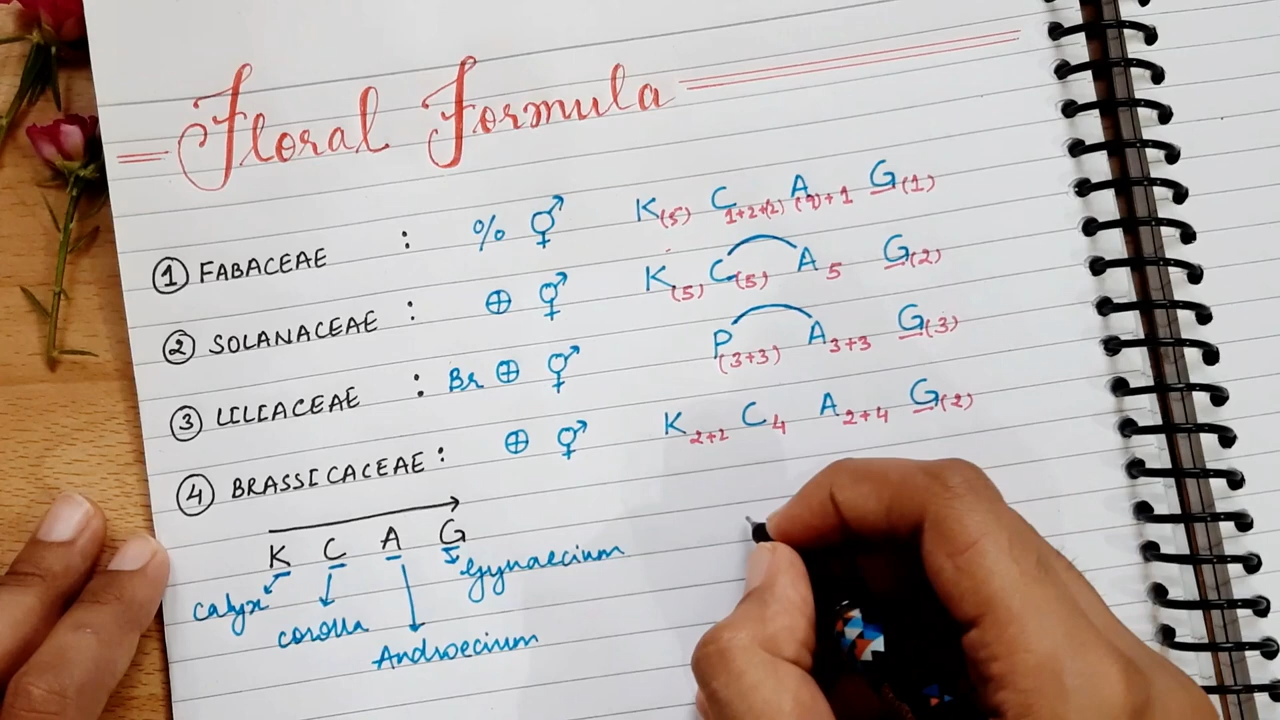 Floral Formula
① FABACEAE : % ⚥ K(5) C1+2+(2) A(9)+1 G(1)
② SOLANACEAE : ⊕ ⚥ K(5) C(5) A5 G(2)
③ LILIACEAE : Br ⊕ ⚥ P(3+3) A3+3 G(3)
④ BRASSICACEAE : ⊕ ⚥ K2+2 C4 A2+4 G(2)
K C A G
Gynaecium
calyx
corolla
Androecium